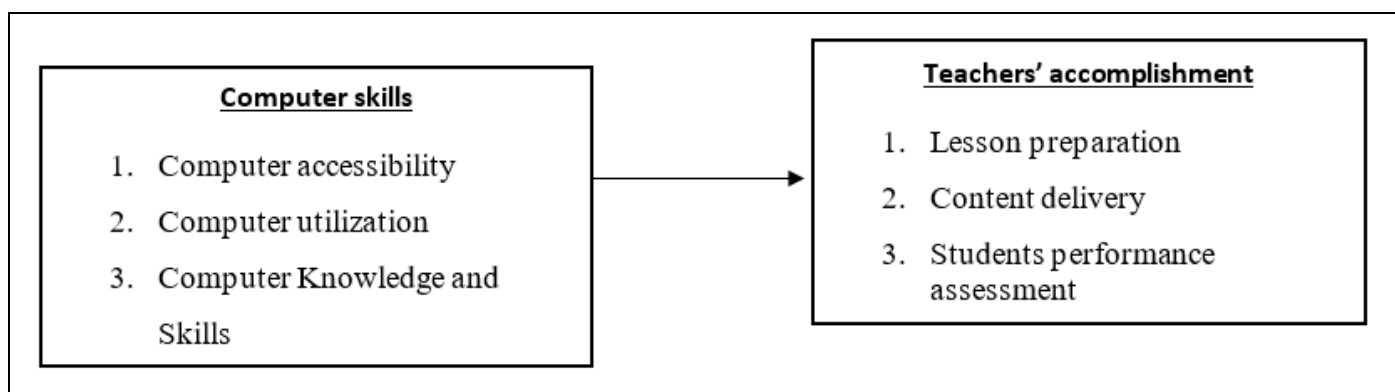 Computer skills
1. Computer accessibility
2. Computer utilization
3. Computer Knowledge and
Skills
Teachers’ accomplishment
1. Lesson preparation
2. Content delivery
3. Students performance
assessment